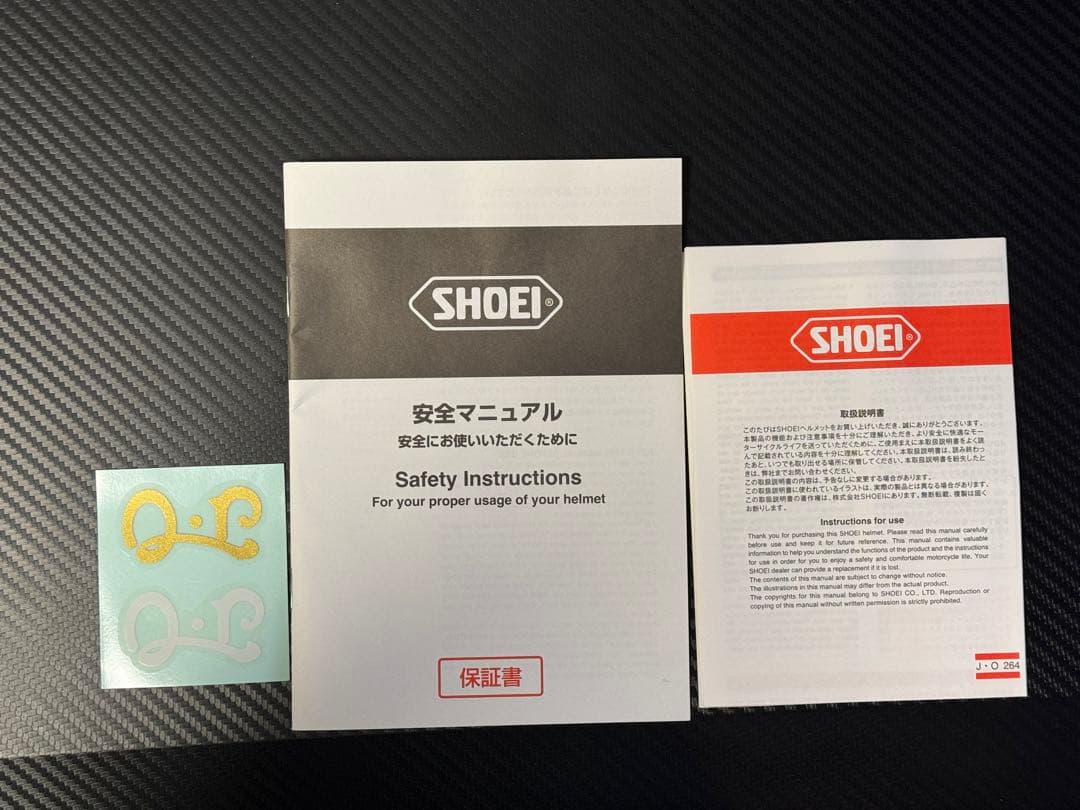 SHOEI®
安全マニュアル
安全にお使いいただくために
Safety Instructions
For your proper usage of your helmet
保証書
SHOEI®
取扱説明書
このたびはSHOEIヘルメットをお買い上げいただき、誠にありがとうございます。
本製品の機能および注意事項を十分にご理解いただき、より安全に快適なモー
ターサイクルライフを送っていただくために、ご使用まえに本取扱説明書をよく読
んで記載されている内容を十分に理解してください。本取扱説明書は、読み終わっ
たあと、いつでも取り出せる場所に保管してください。本取扱説明書を紛失したと
きは、弊社までお問い合わせください。
この取扱説明書の内容は、予告なしに変更する場合があります。
この取扱説明書に使われているイラストは、実際の製品とは異なる場合があります。
この取扱説明書の著作権は、株式会社SHOEIにあります。無断転載、複製は固く
お断りします。
Instructions for use
Thank you for purchasing this SHOEI helmet. Please read this manual carefully
before use and keep it for future reference. This manual contains valuable
information to help you understand the functions of the product and the instructions
for use in order for you to enjoy a safety and comfortable motorcycle life. Your
SHOEI dealer can provide a replacement if it is lost.
The contents of this manual are subject to change without notice.
The illustrations in this manual may differ from the actual product.
The copyrights for this manual belong to SHOEI CO., LTD. Reproduction or
copying of this manual without written permission is strictly prohibited.
J・O 264